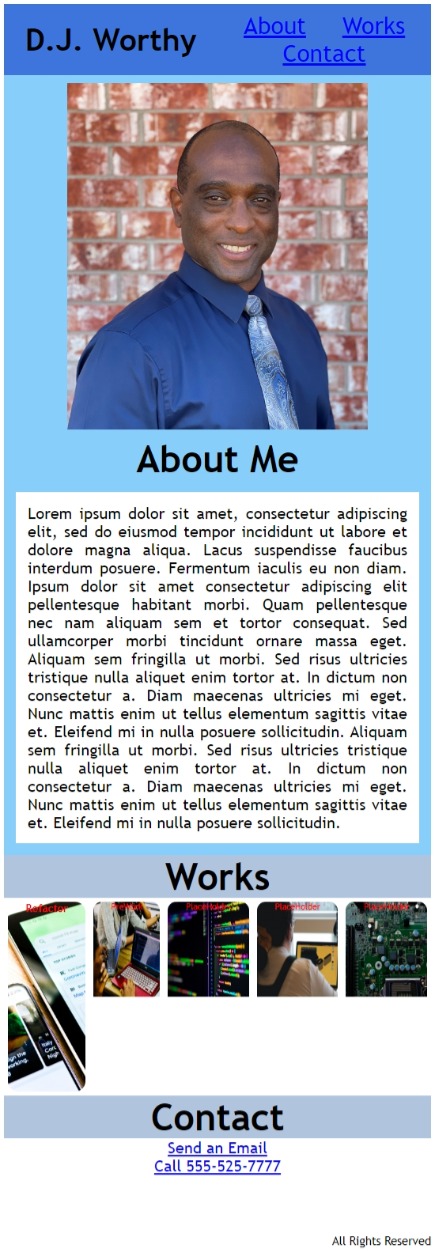 D.J. Worthy
About Works
Contact
About Me
Lorem ipsum dolor sit amet, consectetur adipiscing
elit, sed do eiusmod tempor incididunt ut labore et
dolore magna aliqua. Lacus suspendisse faucibus
interdum posuere. Fermentum iaculis eu non diam.
Ipsum dolor sit amet consectetur adipiscing elit
pellentesque habitant morbi. Quam pellentesque
nec nam aliquam sem et tortor consequat. Sed
ullamcorper morbi tincidunt ornare massa eget.
Aliquam sem fringilla ut morbi. Sed risus ultricies
tristique nulla aliquet enim tortor at. In dictum non
consectetur a. Diam maecenas ultricies mi eget.
Nunc mattis enim ut tellus elementum sagittis vitae
et. Eleifend mi in nulla posuere sollicitudin. Aliquam
sem fringilla ut morbi. Sed risus ultricies tristique
nulla aliquet enim tortor at. In dictum non
consectetur a. Diam maecenas ultricies mi eget.
Nunc mattis enim ut tellus elementum sagittis vitae
et. Eleifend mi in nulla posuere sollicitudin.
Works
Refactor PlaceHolder PlaceHolder
Contact
Send an Email
Call 555-525-7777
All Rights Reserved